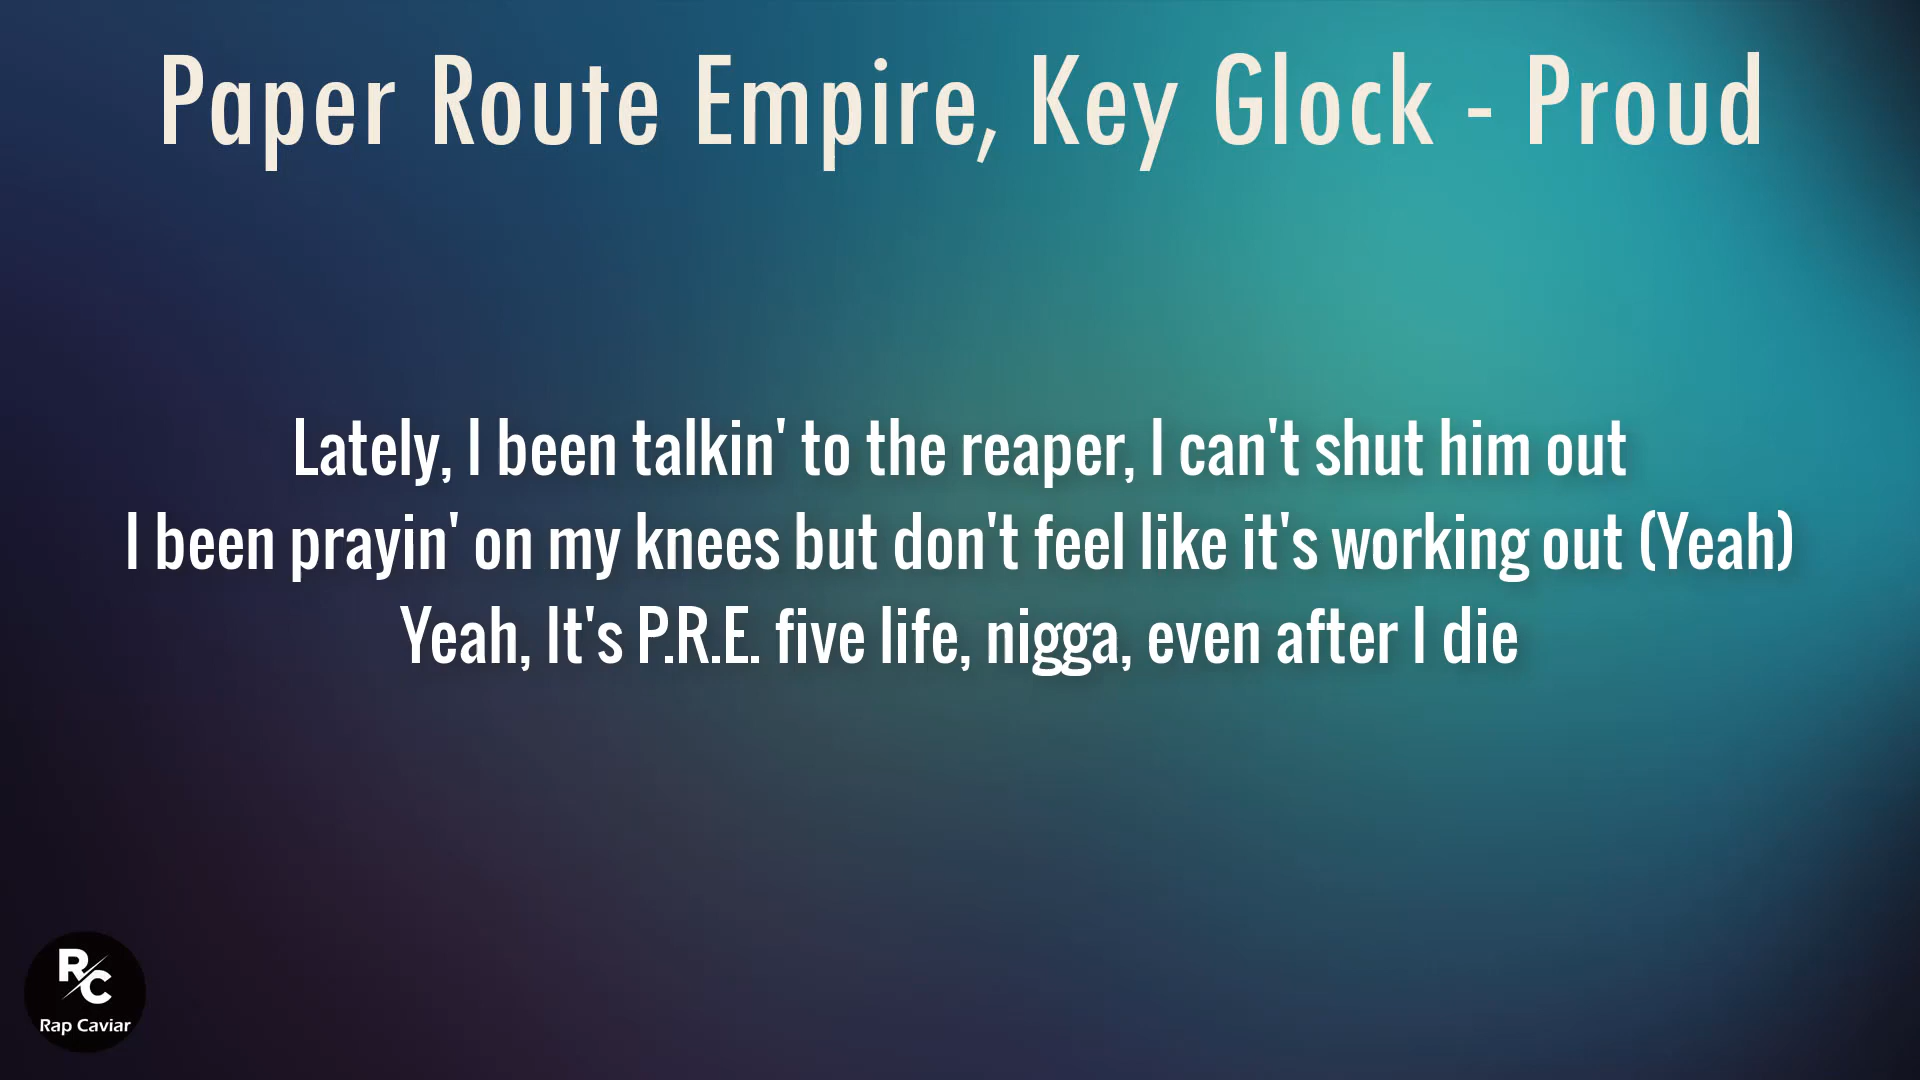 Paper Route Empire, Key Glock - Proud
Lately, I been talkin' to the reaper, I can't shut him out
I been prayin' on my knees but don't feel like it's working out (Yeah)
Yeah, It's P.R.E. five life, nigga, even after I die
RC
Rap Caviar